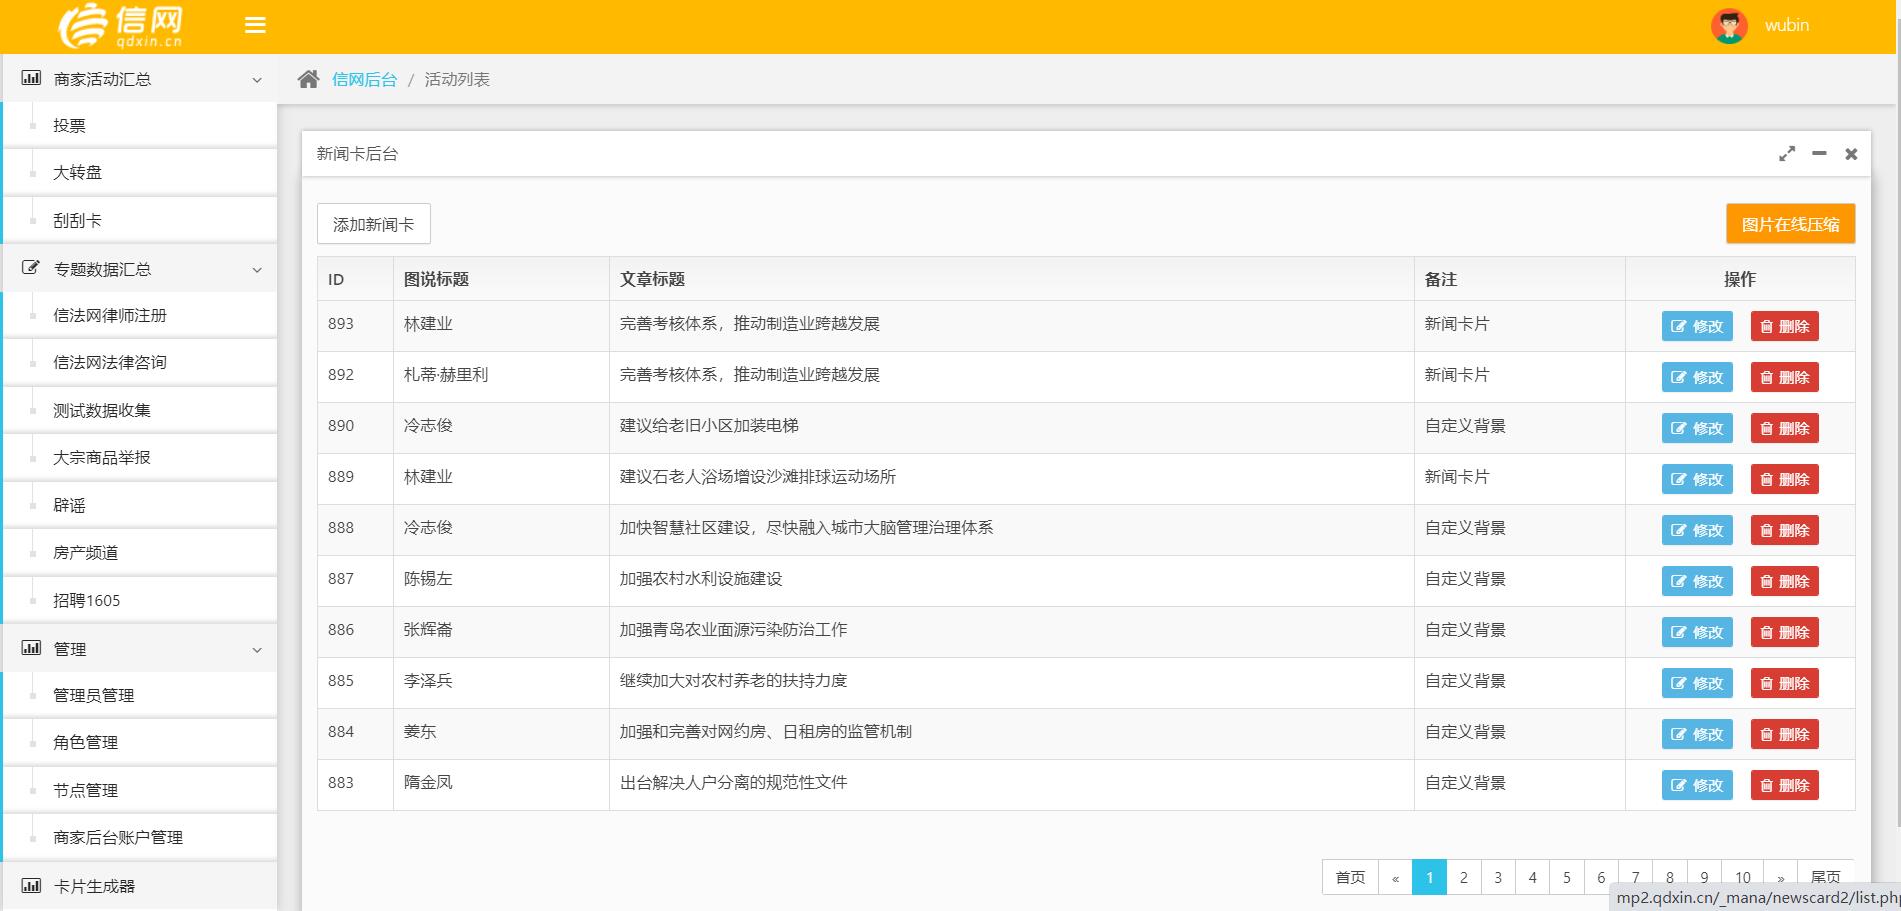 信网
qdxin.cn
wubin
商家活动汇总
投票
大转盘
刮刮卡
专题数据汇总
信法网律师注册
信法网法律咨询
测试数据收集
大宗商品举报
辟谣
房产频道
招聘1605
管理
管理员管理
角色管理
节点管理
商家后台账户管理
卡片生成器
信网后台 / 活动列表
新闻卡后台
添加新闻卡
图片在线压缩
ID 图说标题 文章标题 备注 操作
893 林建业 完善考核体系，推动制造业跨越发展 新闻卡片 修改 删除
892 札蒂·赫里利 完善考核体系，推动制造业跨越发展 新闻卡片 修改 删除
890 冷志俊 建议给老旧小区加装电梯 自定义背景 修改 删除
889 林建业 建议石老人浴场增设沙滩排球运动场所 新闻卡片 修改 删除
888 冷志俊 加快智慧社区建设，尽快融入城市大脑管理治理体系 自定义背景 修改 删除
887 陈锡左 加强农村水利设施建设 自定义背景 修改 删除
886 张辉崙 加强青岛农业面源污染防治工作 自定义背景 修改 删除
885 李泽兵 继续加大对农村养老的扶持力度 自定义背景 修改 删除
884 姜东 加强和完善对网约房、日租房的监管机制 自定义背景 修改 删除
883 隋金凤 出台解决人户分离的规范性文件 自定义背景 修改 删除
首页 « 1 2 3 4 5 6 7 8 9 10 » 尾页
mp2.qdxin.cn/_mana/newscard2/list.ph